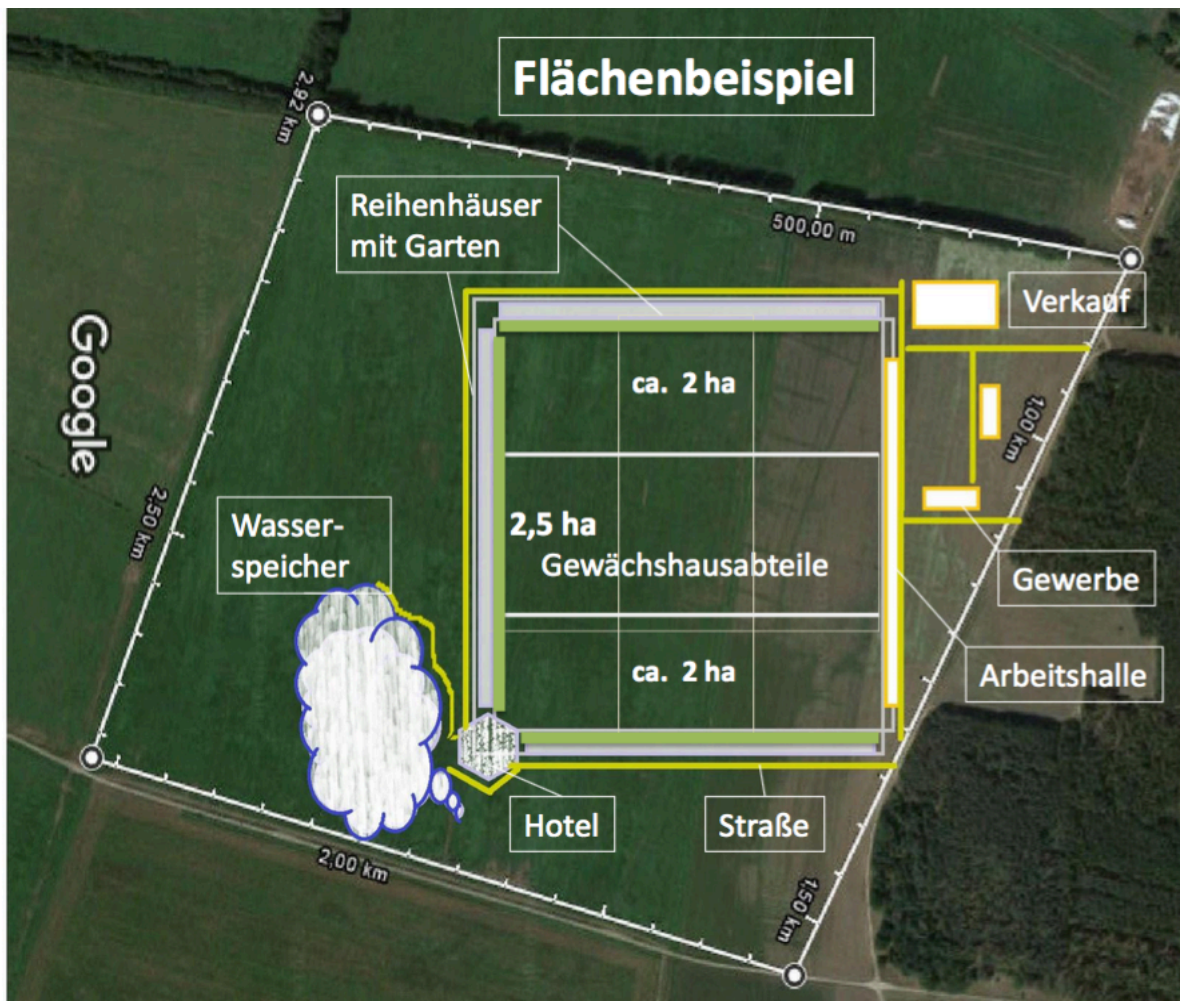 Flächenbeispiel
2,92 km
Reihenhäuser
mit Garten
500,00 m
Verkauf
Google
ca. 2 ha
1,00 km
2,50 km
Wasser-
speicher
2,5 ha
Gewächshausabteile
Gewerbe
ca. 2 ha
Arbeitshalle
Hotel
Straße
2,00 km
1,50 km